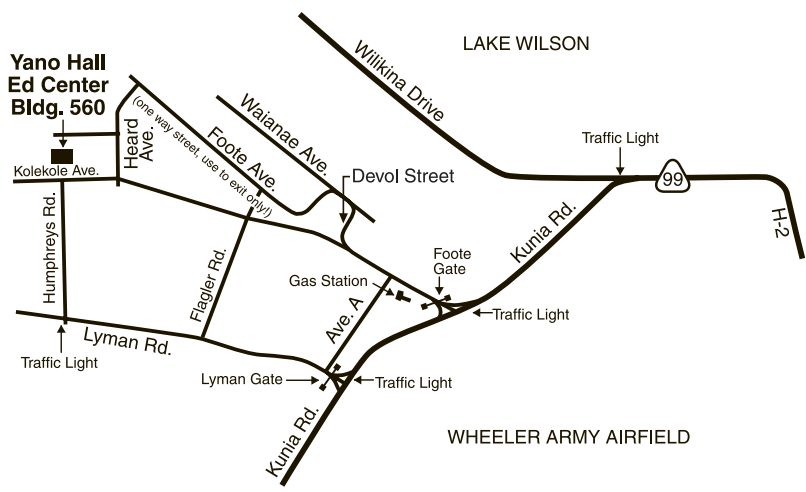 LAKE WILSON
Yano Hall
Ed Center
Bldg. 560
Wilikina Drive
Waianae Ave.
Foote Ave.
(one way street, use to exit only!)
Heard
Ave.
Traffic Light
99
Kolekole Ave.
Devol Street
H-2
Kunia Rd.
Humphreys Rd.
Flagler Rd.
Foote
Gate
Gas Station
Ave. A
Traffic Light
Lyman Rd.
Traffic Light
Lyman Gate
Traffic Light
Kunia Rd.
WHEELER ARMY AIRFIELD